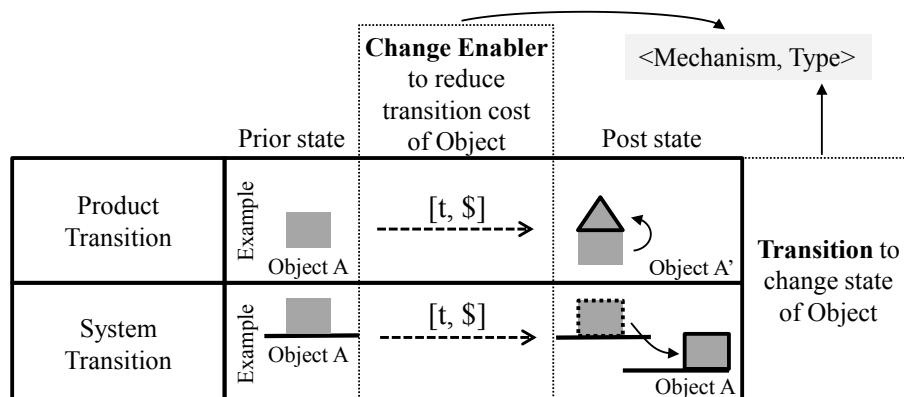 Change Enabler
to reduce
transition cost
of Object
<Mechanism, Type>
Prior state
Post state
Product
Transition
Example
Object A
[t, $]
Object A’
System
Transition
Example
Object A
[t, $]
Object A
Transition to
change state
of Object